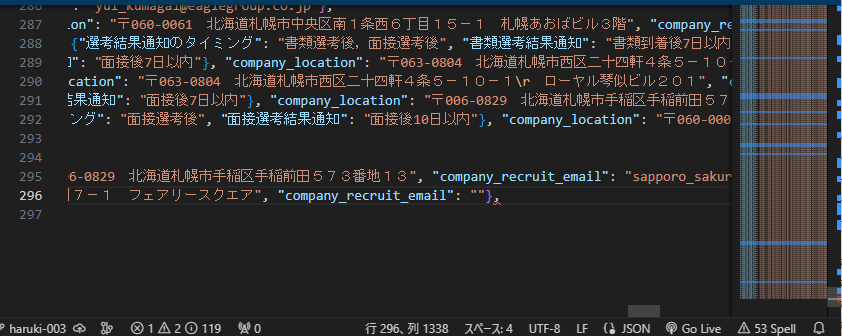 286 yui_kumagai@eaglegroup.co.jp"},
287 ion": "〒060-0061　北海道札幌市中央区南１条西６丁目１５－１　札幌あおばビル３階", "company_re
288 {"選考結果通知のタイミング": "書類選考後，面接選考後", "書類選考結果通知": "書類到着後7日以内
289 ": "面接後7日以内"}, "company_location": "〒063-0804　北海道札幌市西区二十四軒４条５－１０－
290 ocation": "〒063-0804　北海道札幌市西区二十四軒４条５－１０－１\r　ローヤル琴似ビル２０１", "c
291 結果通知": "面接後7日以内"}, "company_location": "〒006-0829　北海道札幌市手稲区手稲前田５７
292 ング": "面接選考後", "面接選考結果通知": "面接後10日以内"}, "company_location": "〒060-000
293
294
295 06-0829　北海道札幌市手稲区手稲前田５７３番地１３", "company_recruit_email": "sapporo_sakur
296 ７－１　フェアリースクエア", "company_recruit_email": ""},
297
haruki-003 1 2 119 0 行 296、列 1338 スペース: 4 UTF-8 LF {} JSON Go Live 53 Spell